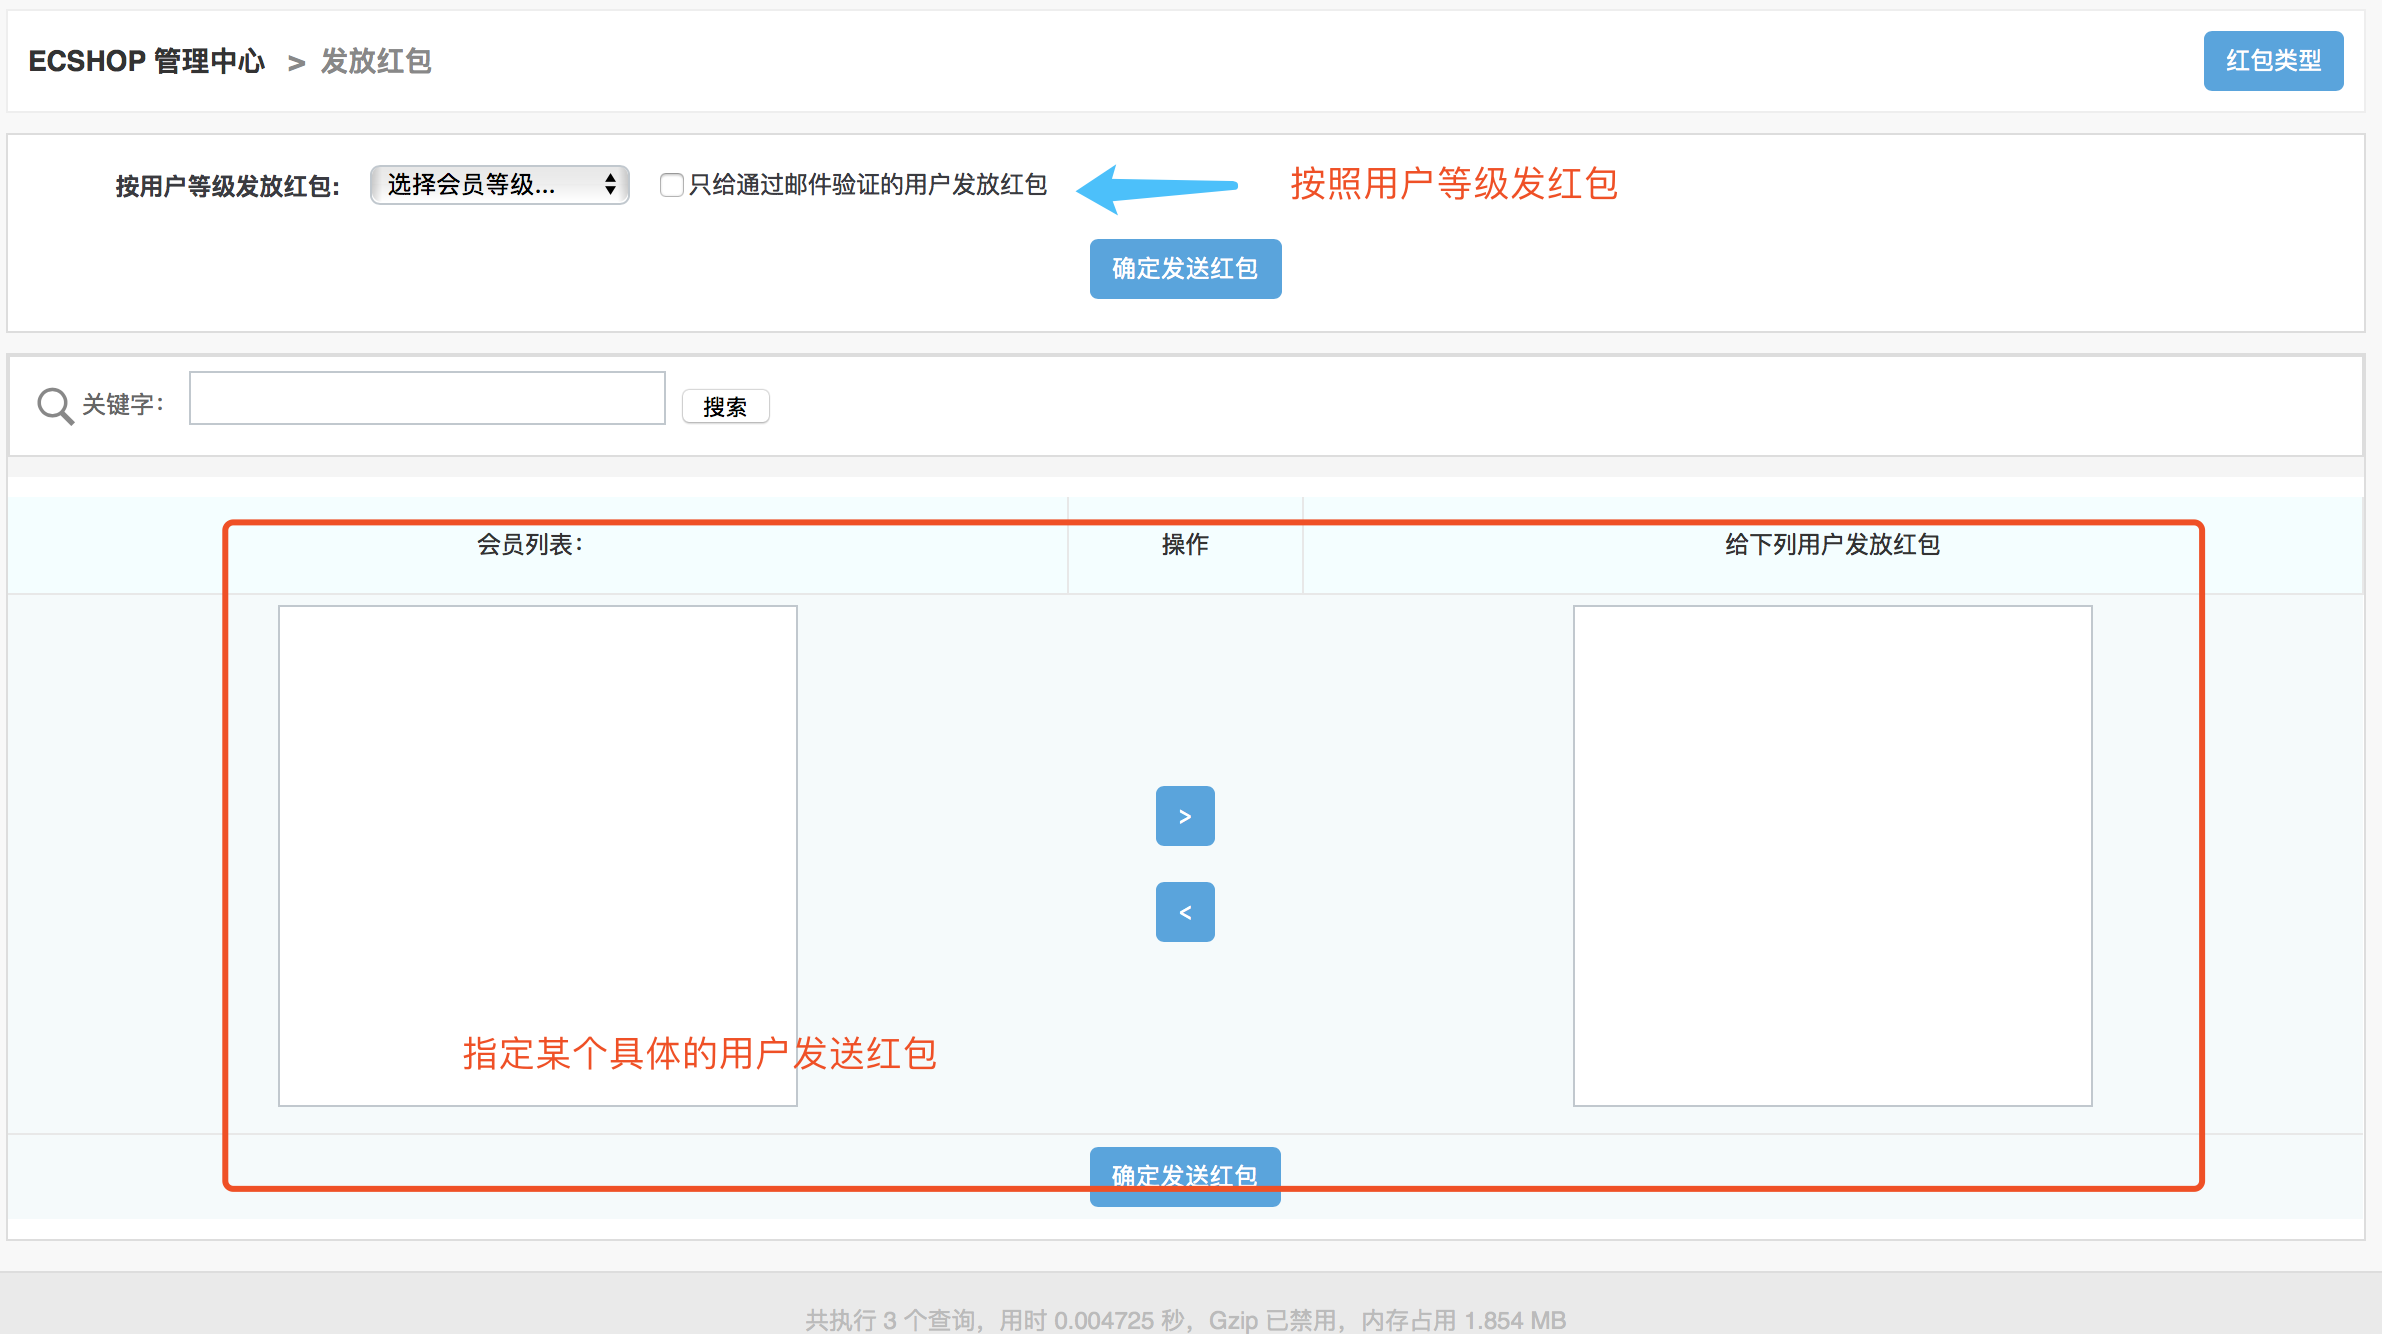 ECSHOP 管理中心 > 发放红包
红包类型
按用户等级发放红包: 选择会员等级... 只给通过邮件验证的用户发放红包 按照用户等级发红包
确定发送红包
关键字： 搜索
会员列表： 操作 给下列用户发放红包
>
<
指定某个具体的用户发送红包
确定发送红包
共执行 3 个查询，用时 0.004725 秒，Gzip 已禁用，内存占用 1.854 MB